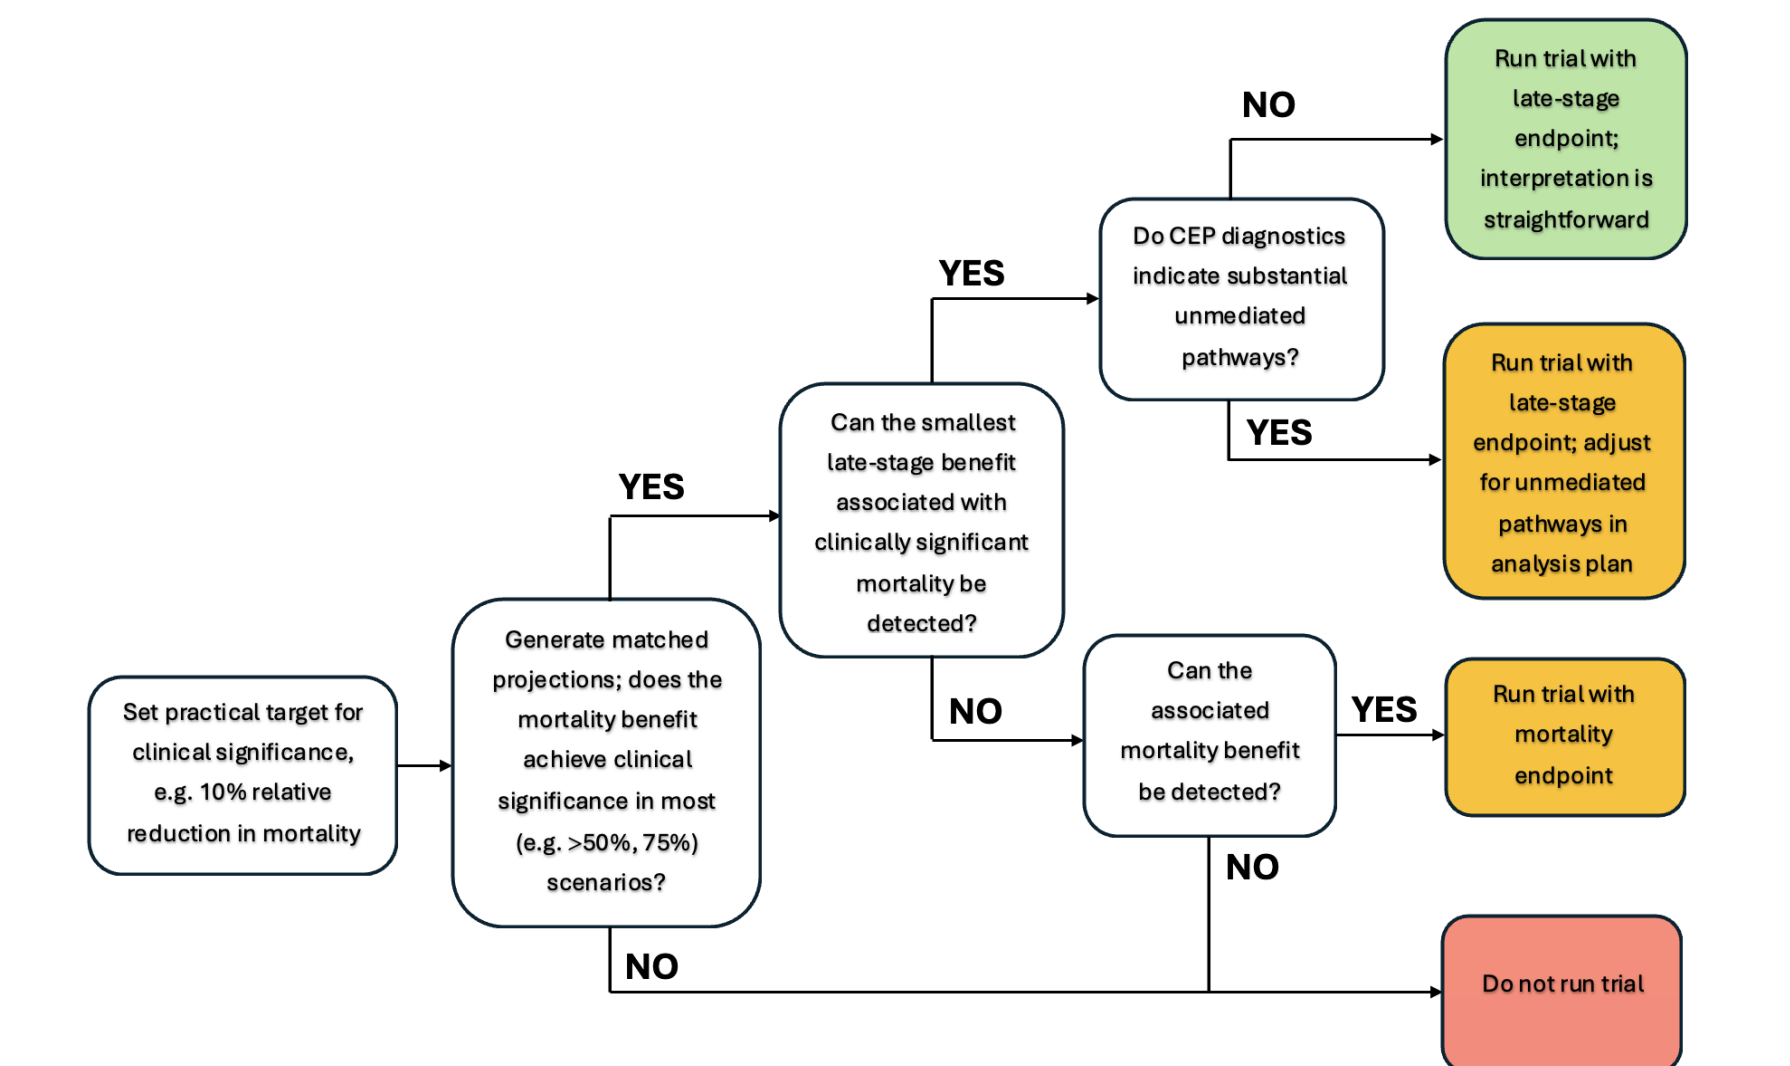 Set practical target for
clinical significance,
e.g. 10% relative
reduction in mortality
Generate matched
projections; does the
mortality benefit
achieve clinical
significance in most
(e.g. >50%, 75%)
scenarios?
YES
NO
Can the smallest
late-stage benefit
associated with
clinically significant
mortality be
detected?
YES
NO
Do CEP diagnostics
indicate substantial
unmediated
pathways?
NO
YES
Can the
associated
mortality benefit
be detected?
YES
NO
Run trial with
late-stage
endpoint;
interpretation is
straightforward
Run trial with
late-stage
endpoint; adjust
for unmediated
pathways in
analysis plan
Run trial with
mortality
endpoint
Do not run trial